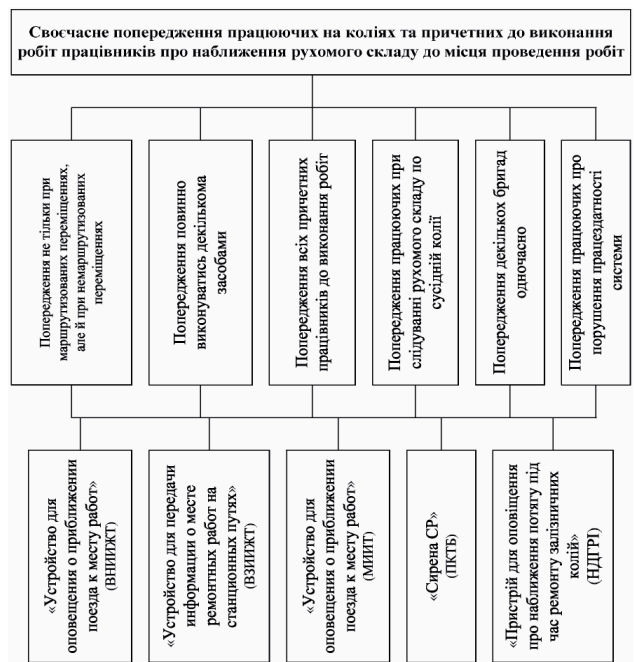 Своєчасне попередження працюючих на коліях та причетних до виконання
робіт працівників про наближення рухомого складу до місця проведення робіт
Попередження не тільки при
маршрутизованих переміщеннях,
але й при немаршрутизованих
переміщеннях
Попередження повинно
виконуватись декількома
засобами
Попередження всіх причетних
працівників до виконання робіт
Попередження працюючих при
слідуванні рухомого складу по
сусідній колії
Попередження декількох бригад
одночасно
Попередження працюючих про
порушення працездатності
системи
«Устройство для
оповещения о приближении
поезда к месту работ»
(ВНИИЖТ)
«Устройство для передачи
информации о месте
ремонтных работ на
станционных путях»
(ВЗИИЖТ)
«Устройство для
оповещения о приближении
поезда к месту работ»
(МИИТ)
«Сирена СР»
(ПКТБ)
«Пристрій для оповіщення
про наближення потягу під
час ремонту залізничних
колій»
(НДГРІ)